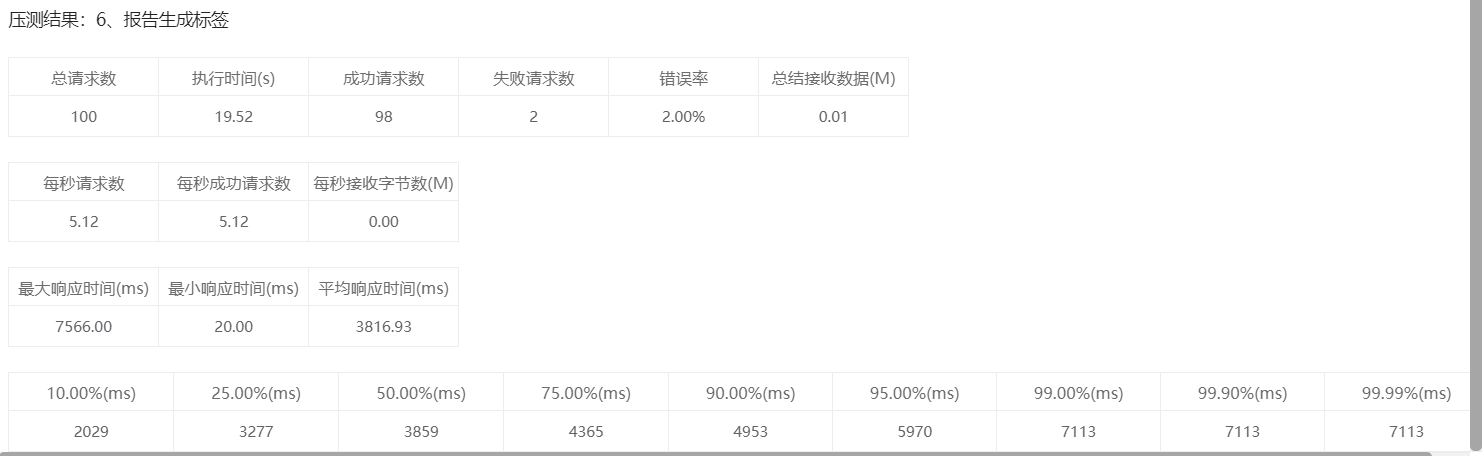 压测结果：6、报告生成标签
总请求数 执行时间(s) 成功请求数 失败请求数 错误率 总结接收数据(M)
100 19.52 98 2 2.00% 0.01
每秒请求数 每秒成功请求数 每秒接收字节数(M)
5.12 5.12 0.00
最大响应时间(ms) 最小响应时间(ms) 平均响应时间(ms)
7566.00 20.00 3816.93
10.00%(ms) 25.00%(ms) 50.00%(ms) 75.00%(ms) 90.00%(ms) 95.00%(ms) 99.00%(ms) 99.90%(ms) 99.99%(ms)
2029 3277 3859 4365 4953 5970 7113 7113 7113